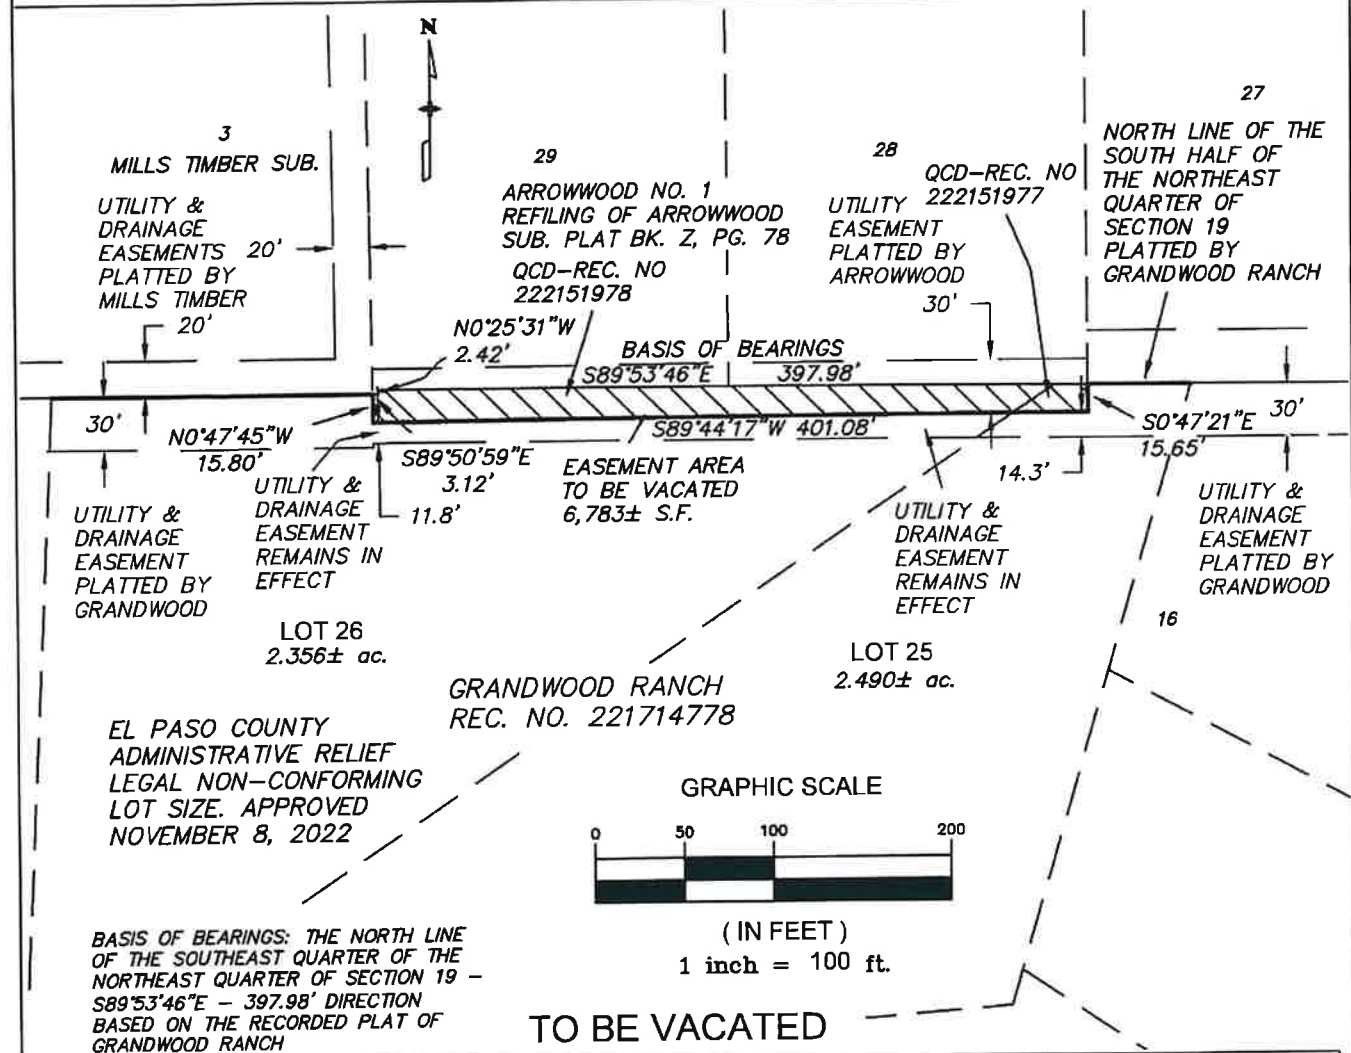 N
3
MILLS TIMBER SUB.
UTILITY &
DRAINAGE
EASEMENTS 20'
PLATTED BY
MILLS TIMBER
20'
29
ARROWWOOD NO. 1
REFILING OF ARROWWOOD
SUB. PLAT BK. Z, PG. 78
QCD-REC. NO
222151978
28
QCD-REC. NO
222151977
UTILITY
EASEMENT
PLATTED BY
ARROWWOOD
30'
27
NORTH LINE OF THE
SOUTH HALF OF
THE NORTHEAST
QUARTER OF
SECTION 19
PLATTED BY
GRANDWOOD RANCH
N0°25'31"W
2.42'
BASIS OF BEARINGS
S89°53'46"E 397.98'
30'
N0°47'45"W
15.80'
S89°44'17"W 401.08'
S0°47'21"E
15.65'
30'
S89°50'59"E
3.12'
11.8'
14.3'
EASEMENT AREA
TO BE VACATED
6,783± S.F.
UTILITY &
DRAINAGE
EASEMENT
PLATTED BY
GRANDWOOD
UTILITY &
DRAINAGE
EASEMENT
REMAINS IN
EFFECT
UTILITY &
DRAINAGE
EASEMENT
REMAINS IN
EFFECT
UTILITY &
DRAINAGE
EASEMENT
PLATTED BY
GRANDWOOD
16
LOT 26
2.356± ac.
LOT 25
2.490± ac.
GRANDWOOD RANCH
REC. NO. 221714778
EL PASO COUNTY
ADMINISTRATIVE RELIEF
LEGAL NON-CONFORMING
LOT SIZE. APPROVED
NOVEMBER 8, 2022
GRAPHIC SCALE
0 50 100 200
( IN FEET )
1 inch = 100 ft.
BASIS OF BEARINGS: THE NORTH LINE
OF THE SOUTHEAST QUARTER OF THE
NORTHEAST QUARTER OF SECTION 19 -
S89°53'46"E - 397.98' DIRECTION
BASED ON THE RECORDED PLAT OF
GRANDWOOD RANCH
TO BE VACATED